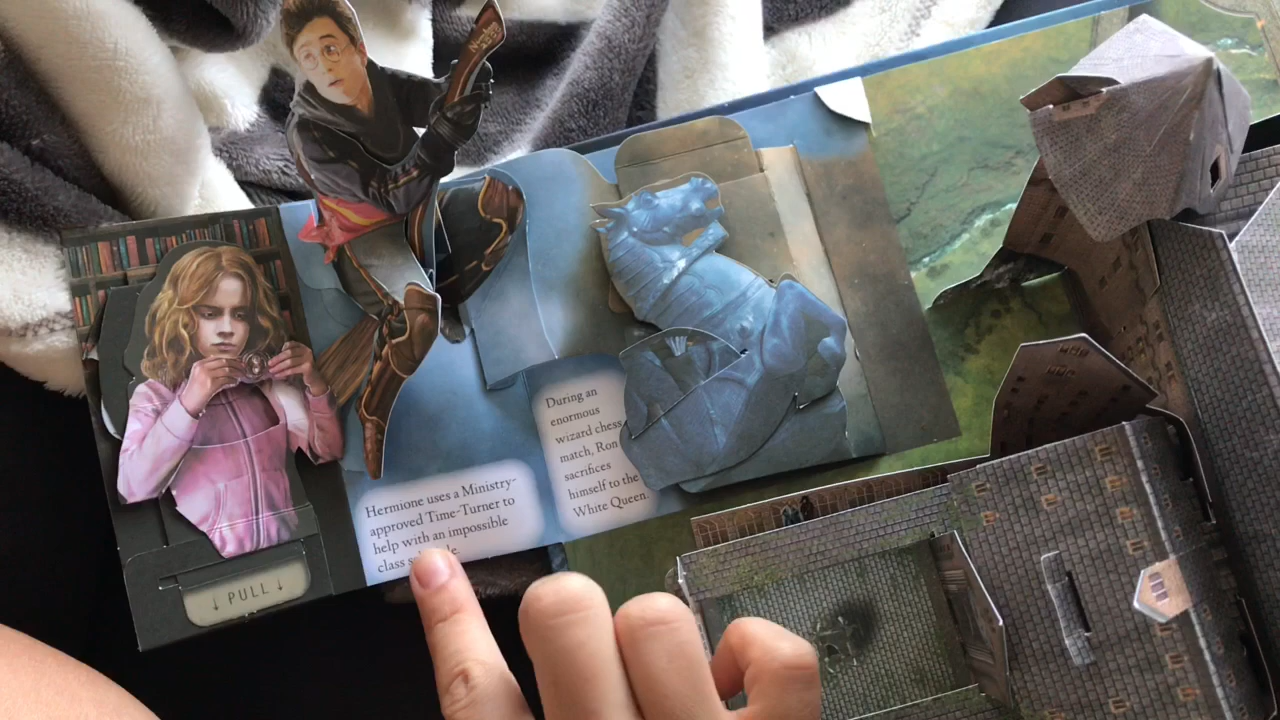 Hermione uses a Ministry-
approved Time-Turner to
help with an impossible
class
During an
enormous
wizard chess
match, Ron
sacrifices
himself to the
White Queen.
↓ PULL ↓